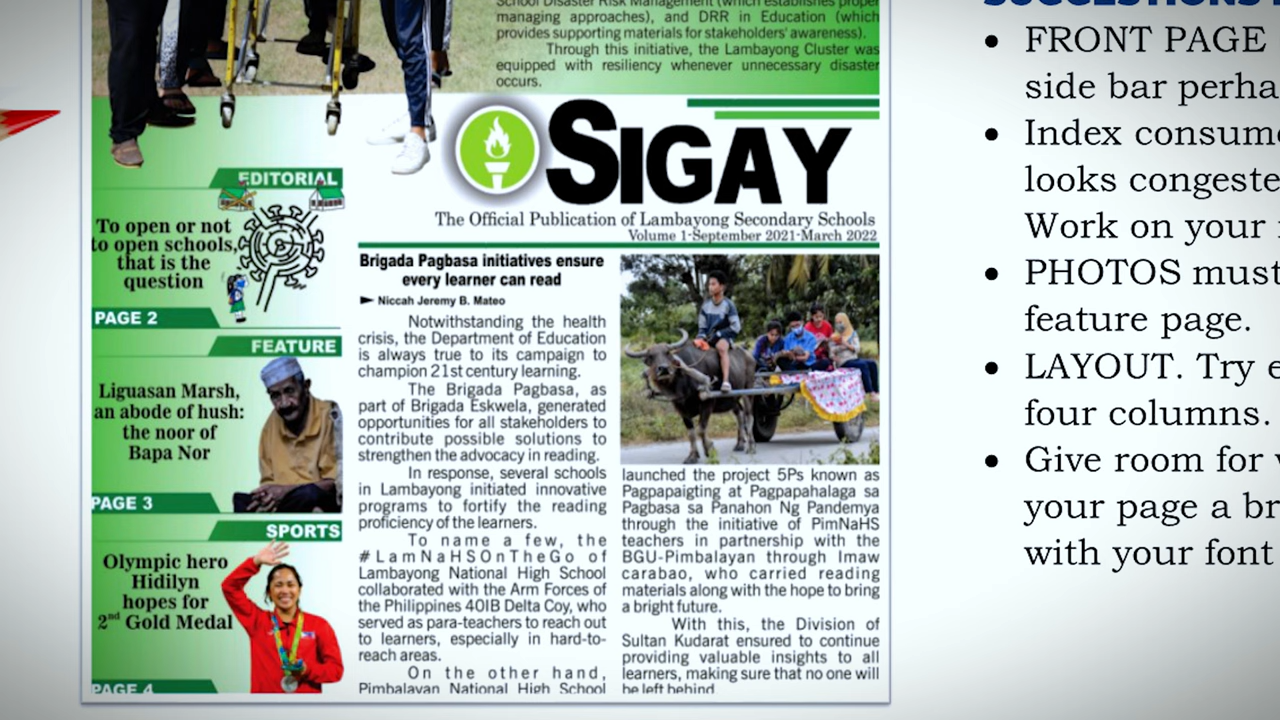 School Disaster Risk Management (which establishes proper
managing approaches), and DRR in Education (which
provides supporting materials for stakeholders' awareness).
Through this initiative, the Lambayong Cluster was
equipped with resiliency whenever unnecessary disaster
occurs.
SIGAY
The Official Publication of Lambayong Secondary Schools
Volume 1-September 2021-March 2022
EDITORIAL
To open or not
to open schools,
that is the
question
PAGE 2
FEATURE
Liguasan Marsh,
an abode of hush:
the noor of
Bapa Nor
PAGE 3
SPORTS
Olympic hero
Hidilyn
hopes for
2nd Gold Medal
PAGE 4
Brigada Pagbasa initiatives ensure
every learner can read
Niccah Jeremy B. Mateo
Notwithstanding the health
crisis, the Department of Education
is always true to its campaign to
champion 21st century learning.
The Brigada Pagbasa, as
part of Brigada Eskwela, generated
opportunities for all stakeholders to
contribute possible solutions to
strengthen the advocacy in reading.
In response, several schools
in Lambayong initiated innovative
programs to fortify the reading
proficiency of the learners.
To name a few, the
#LamNaHSOnTheGo of
Lambayong National High School
collaborated with the Arm Forces of
the Philippines 40IB Delta Coy, who
served as para-teachers to reach out
to learners, especially in hard-to-
reach areas.
On the other hand,
Pimbalayan National High School
launched the project 5Ps known as
Pagpapaigting at Pagpapahalaga sa
Pagbasa sa Panahon Ng Pandemya
through the initiative of PimNaHS
teachers in partnership with the
BGU-Pimbalayan through Imaw
carabao, who carried reading
materials along with the hope to bring
a bright future.
With this, the Division of
Sultan Kudarat ensured to continue
providing valuable insights to all
learners, making sure that no one will
be left behind.
SUGGESTIONS
• FRONT PAGE
side bar perha
• Index consum
looks congeste
Work on your
• PHOTOS must
feature page.
• LAYOUT. Try e
four columns.
• Give room for
your page a br
with your font